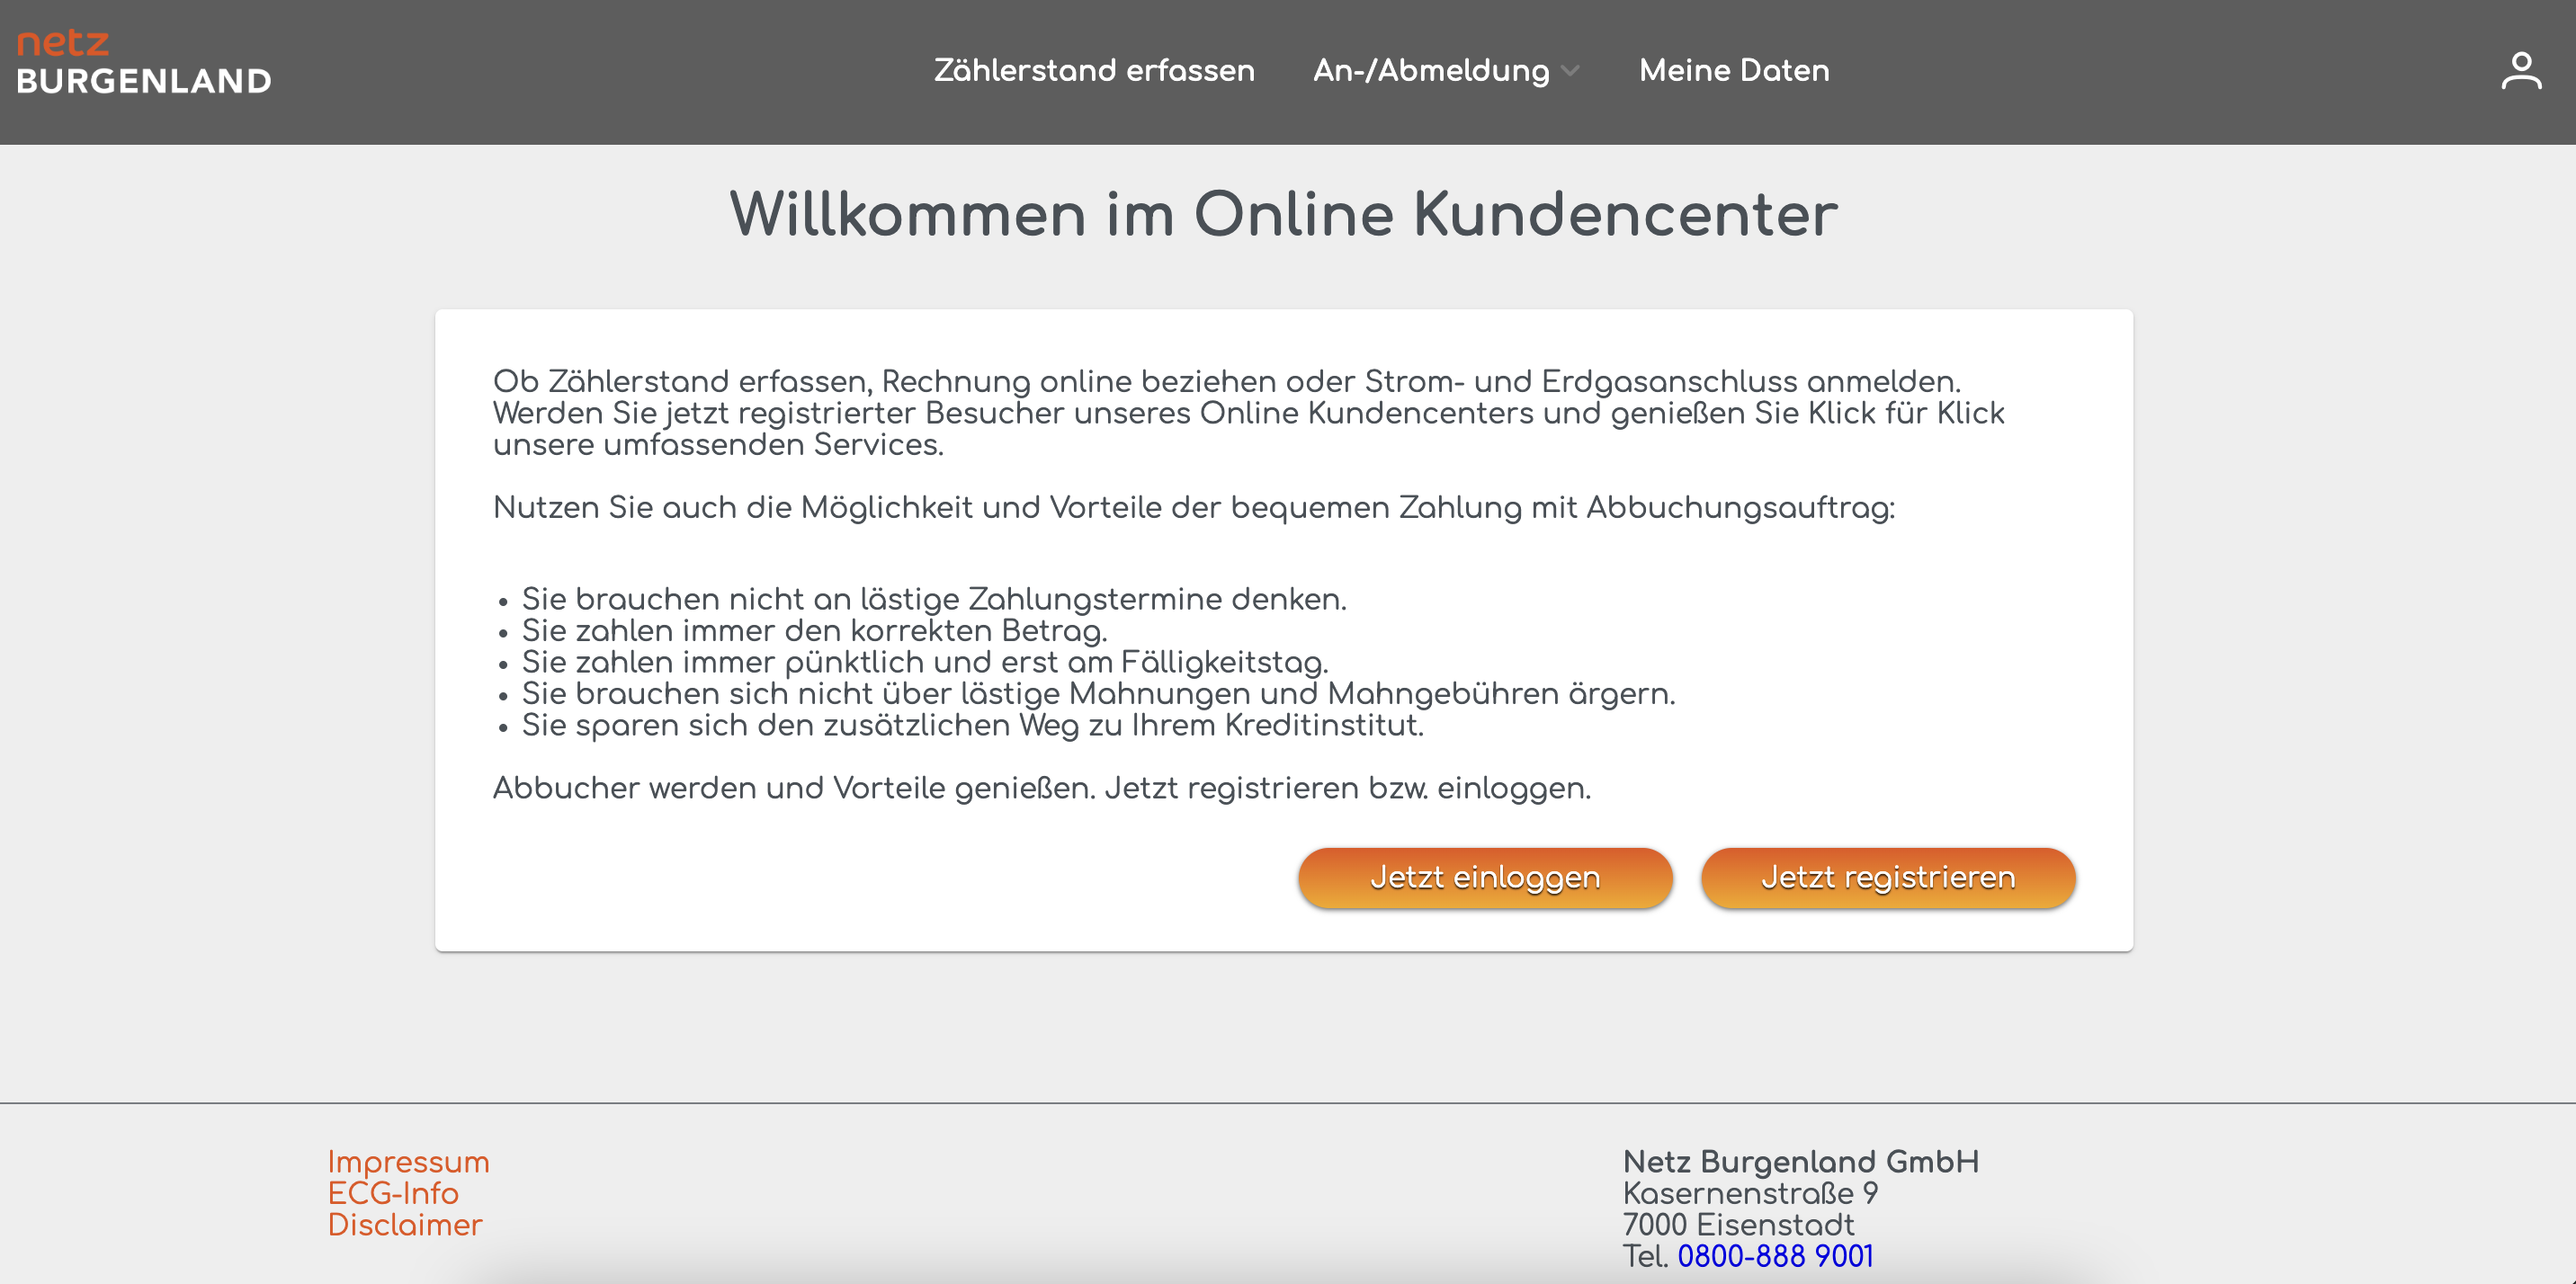 netz
BURGENLAND
Zählerstand erfassen
An-/Abmeldung
Meine Daten
Willkommen im Online Kundencenter
Ob Zählerstand erfassen, Rechnung online beziehen oder Strom- und Erdgasanschluss anmelden.
Werden Sie jetzt registrierter Besucher unseres Online Kundencenters und genießen Sie Klick für Klick
unsere umfassenden Services.
Nutzen Sie auch die Möglichkeit und Vorteile der bequemen Zahlung mit Abbuchungsauftrag:
• Sie brauchen nicht an lästige Zahlungstermine denken.
• Sie zahlen immer den korrekten Betrag.
• Sie zahlen immer pünktlich und erst am Fälligkeitstag.
• Sie brauchen sich nicht über lästige Mahnungen und Mahngebühren ärgern.
• Sie sparen sich den zusätzlichen Weg zu Ihrem Kreditinstitut.
Abbucher werden und Vorteile genießen. Jetzt registrieren bzw. einloggen.
Jetzt einloggen
Jetzt registrieren
Impressum
ECG-Info
Disclaimer
Netz Burgenland GmbH
Kasernenstraße 9
7000 Eisenstadt
Tel. 0800-888 9001